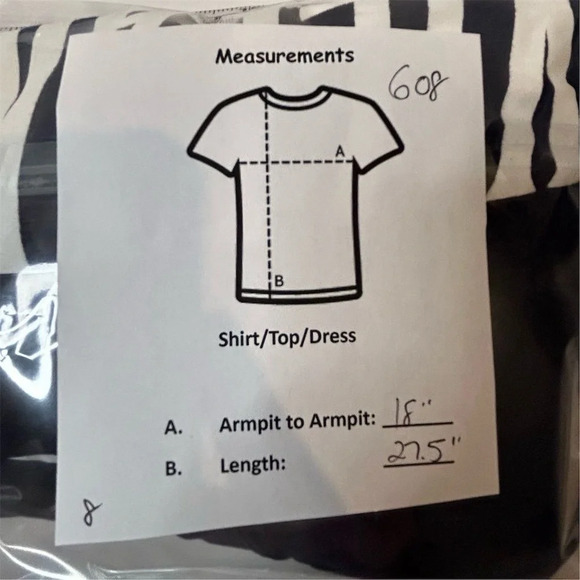 Measurements
608
A
B
Shirt/Top/Dress
A. Armpit to Armpit: 18"
B. Length: 27.5"
8